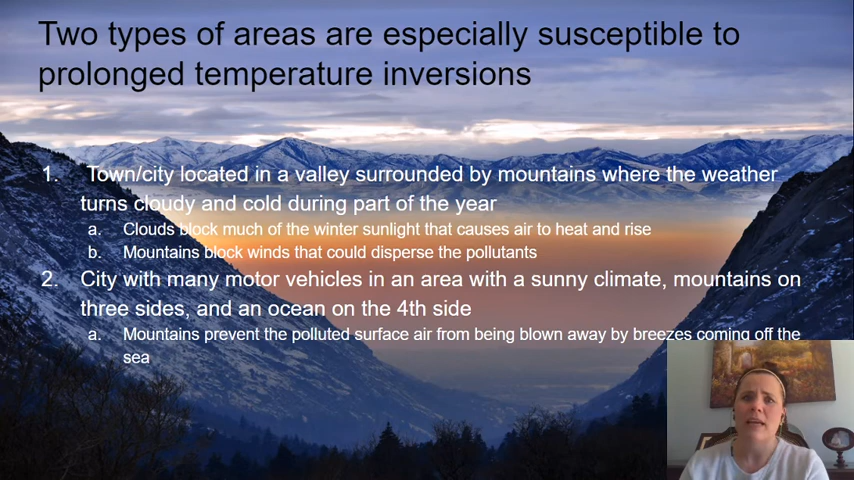 Two types of areas are especially susceptible to
prolonged temperature inversions
1. Town/city located in a valley surrounded by mountains where the weather
turns cloudy and cold during part of the year
a. Clouds block much of the winter sunlight that causes air to heat and rise
b. Mountains block winds that could disperse the pollutants
2. City with many motor vehicles in an area with a sunny climate, mountains on
three sides, and an ocean on the 4th side
a. Mountains prevent the polluted surface air from being blown away by breezes coming off the
sea